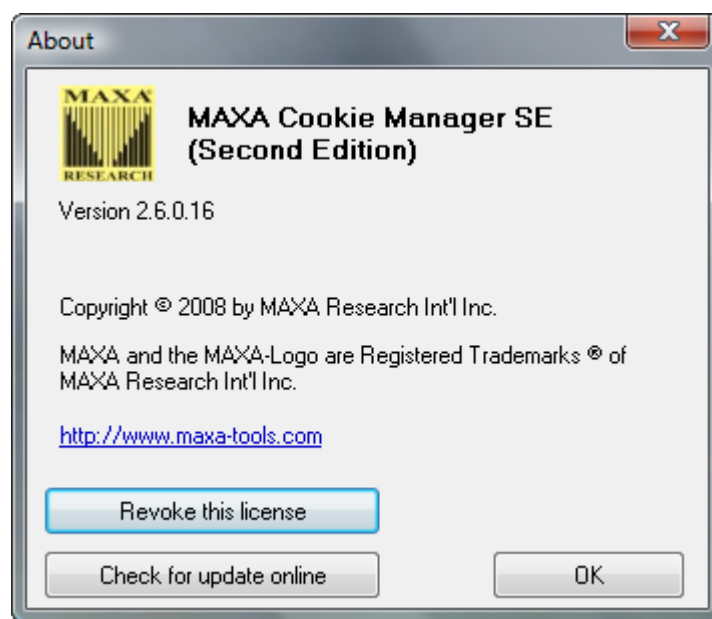 About
MAXA
RESEARCH
MAXA Cookie Manager SE
(Second Edition)
Version 2.6.0.16
Copyright © 2008 by MAXA Research Int'l Inc.
MAXA and the MAXA-Logo are Registered Trademarks ® of
MAXA Research Int'l Inc.
http://www.maxa-tools.com
Revoke this license
Check for update online
OK